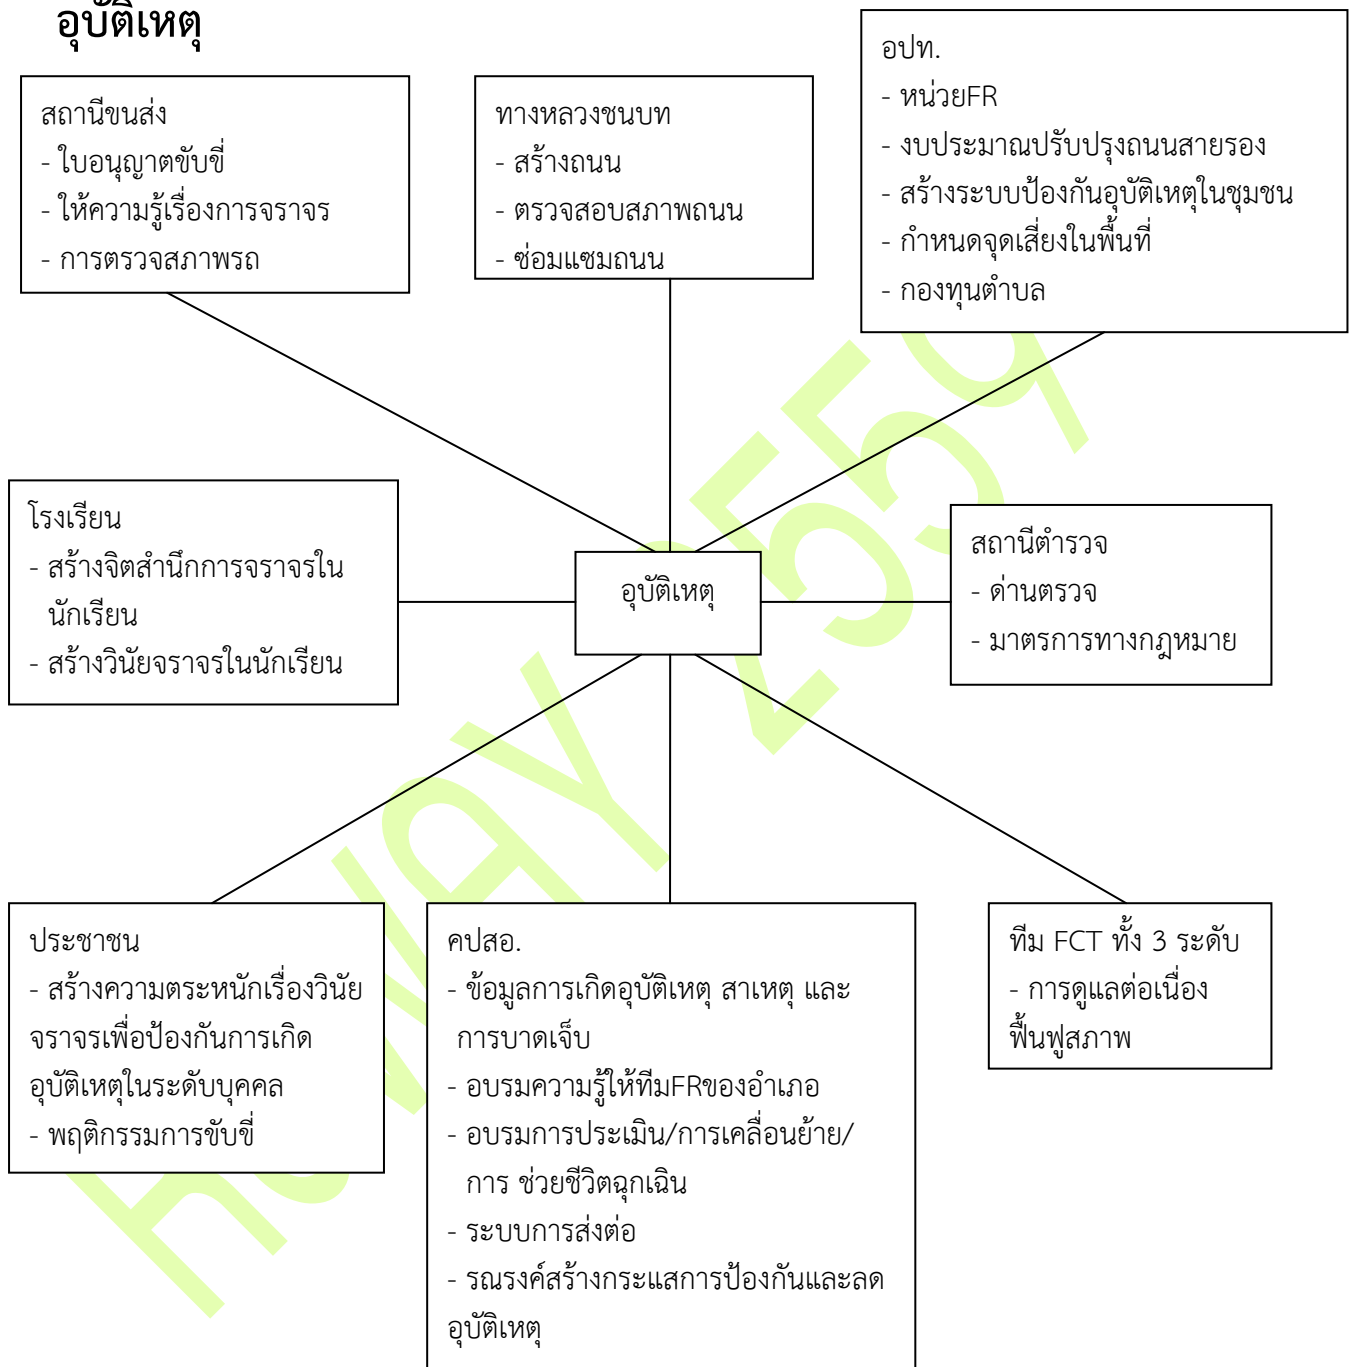 อุบัติเหตุ
สถานีขนส่ง
- ใบอนุญาตขับขี่
- ให้ความรู้เรื่องการจราจร
- การตรวจสภาพรถ
ทางหลวงชนบท
- สร้างถนน
- ตรวจสอบสภาพถนน
- ซ่อมแซมถนน
อปท.
- หน่วยFR
- งบประมาณปรับปรุงถนนสายรอง
- สร้างระบบป้องกันอุบัติเหตุในชุมชน
- กำหนดจุดเสี่ยงในพื้นที่
- กองทุนตำบล
โรงเรียน
- สร้างจิตสำนึกการจราจรใน
นักเรียน
- สร้างวินัยจราจรในนักเรียน
อุบัติเหตุ
สถานีตำรวจ
- ด่านตรวจ
- มาตรการทางกฎหมาย
ประชาชน
- สร้างความตระหนักเรื่องวินัย
จราจรเพื่อป้องกันการเกิด
อุบัติเหตุในระดับบุคคล
- พฤติกรรมการขับขี่
คปสอ.
- ข้อมูลการเกิดอุบัติเหตุ สาเหตุ และ
การบาดเจ็บ
- อบรมความรู้ให้ทีมFRของอำเภอ
- อบรมการประเมิน/การเคลื่อนย้าย/
การ ช่วยชีวิตฉุกเฉิน
- ระบบการส่งต่อ
- รณรงค์สร้างกระแสการป้องกันและลด
อุบัติเหตุ
ทีม FCT ทั้ง 3 ระดับ
- การดูแลต่อเนื่อง
ฟื้นฟูสภาพ
2559